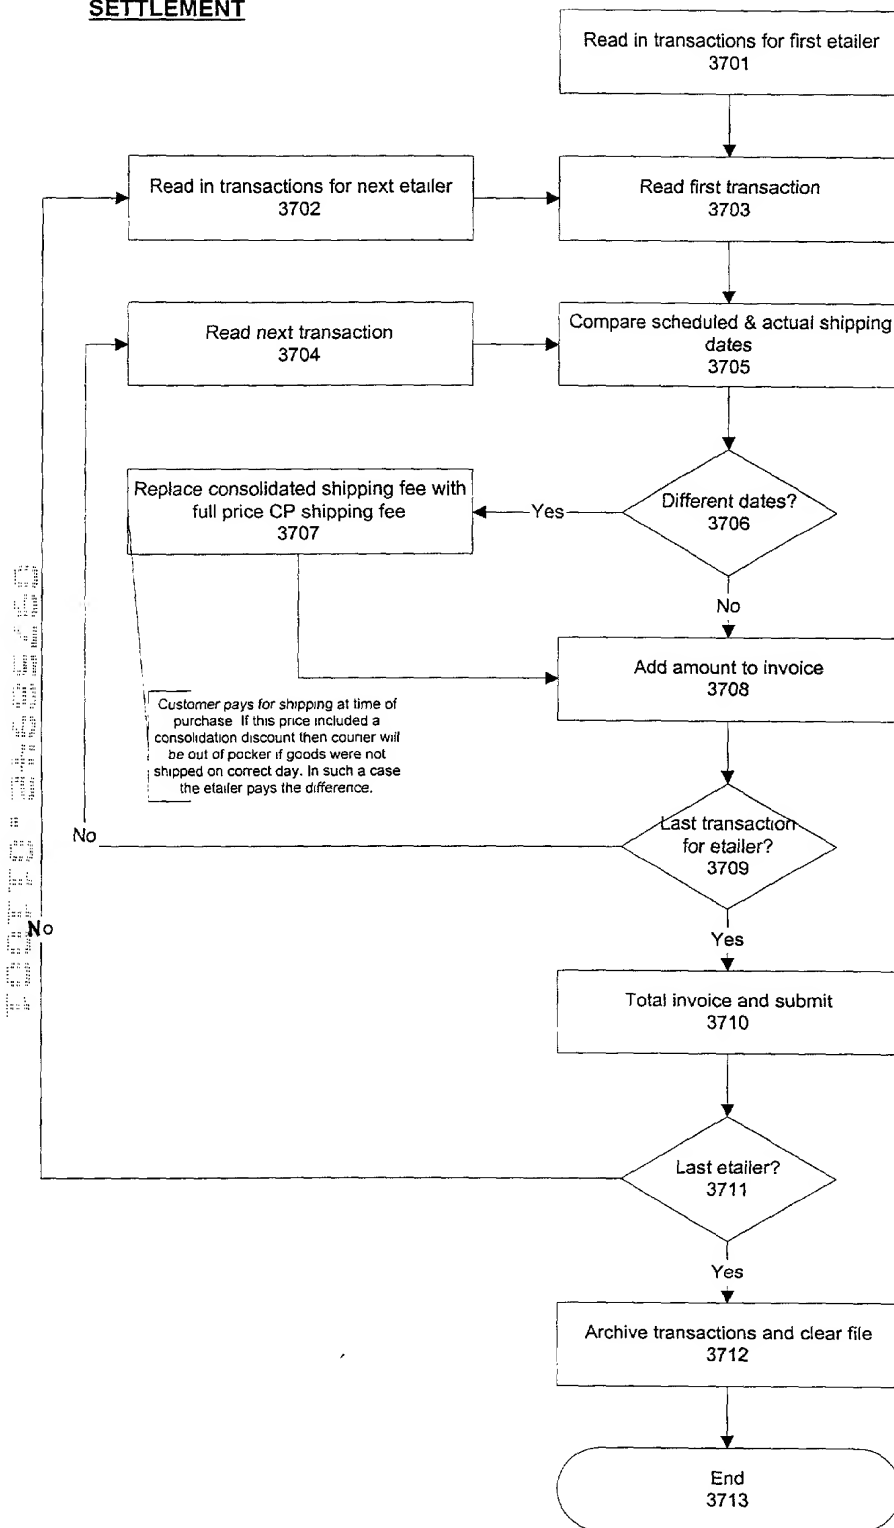 SETTLEMENT
Read in transactions for first etailer
3701
Read in transactions for next etailer
3702
Read first transaction
3703
Read next transaction
3704
Compare scheduled & actual shipping
dates
3705
Replace consolidated shipping fee with
full price CP shipping fee
3707
Yes
Different dates?
3706
No
Add amount to invoice
3708
Customer pays for shipping at time of
purchase If this price included a
consolidation discount then courier will
be out of pocker if goods were not
shipped on correct day. In such a case
the etailer pays the difference.
No
Last transaction
for etailer?
3709
No
Yes
Total invoice and submit
3710
Last etailer?
3711
Yes
Archive transactions and clear file
3712
End
3713